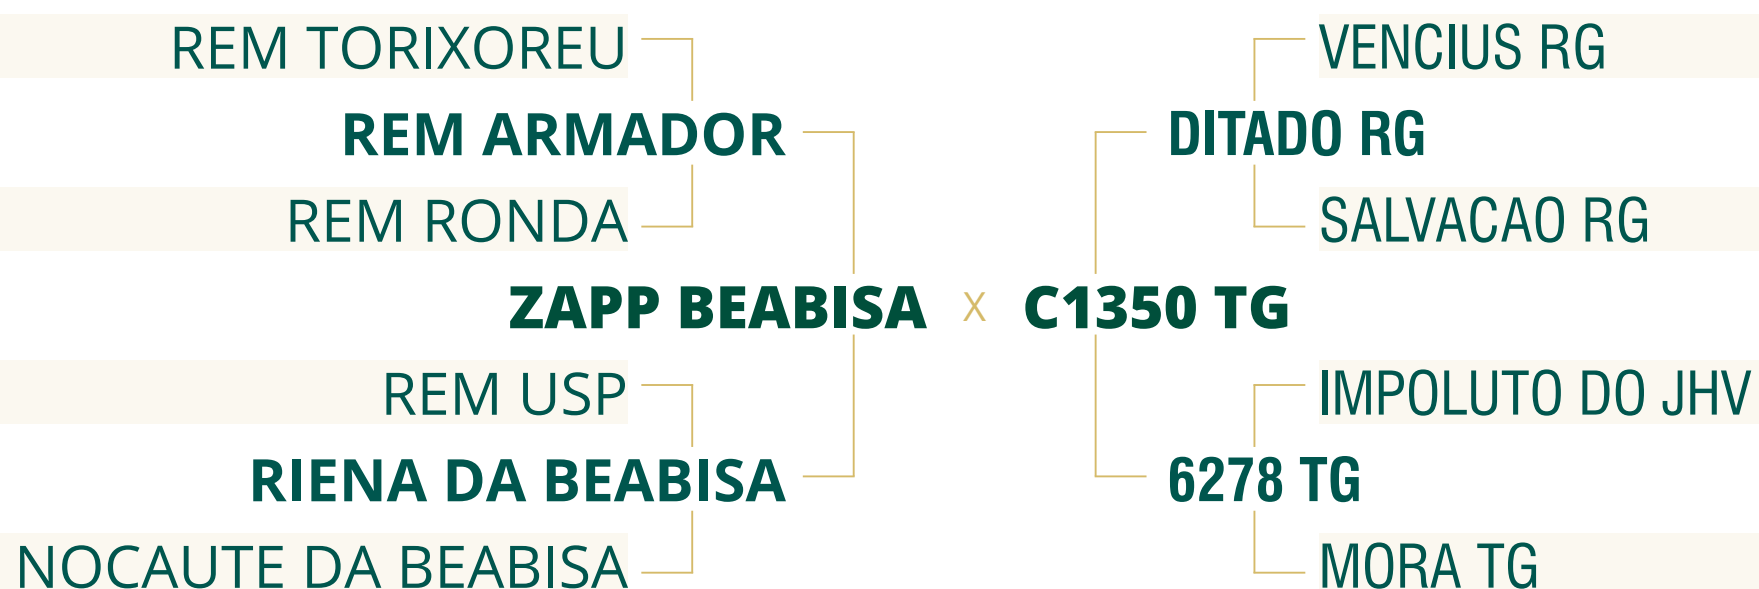 REM TORIXOREU
VENCIUS RG
REM ARMADOR
DITADO RG
REM RONDA
SALVACAO RG
ZAPP BEABISA X C1350 TG
REM USP
IMPOLUTO DO JHV
RIENA DA BEABISA
6278 TG
NOCAUTE DA BEABISA
MORA TG